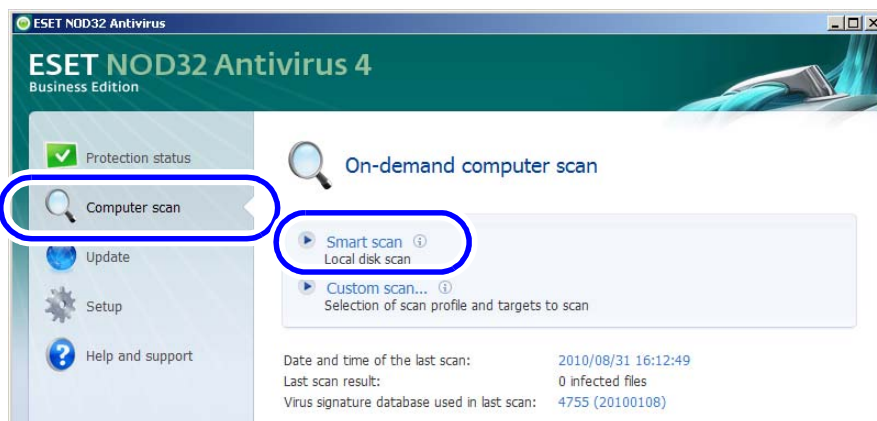 ESET NOD32 Antivirus
ESET NOD32 Antivirus 4
Business Edition
Protection status
Computer scan
Update
Setup
Help and support
On-demand computer scan
Smart scan
Local disk scan
Custom scan...
Selection of scan profile and targets to scan
Date and time of the last scan: 2010/08/31 16:12:49
Last scan result: 0 infected files
Virus signature database used in last scan: 4755 (20100108)